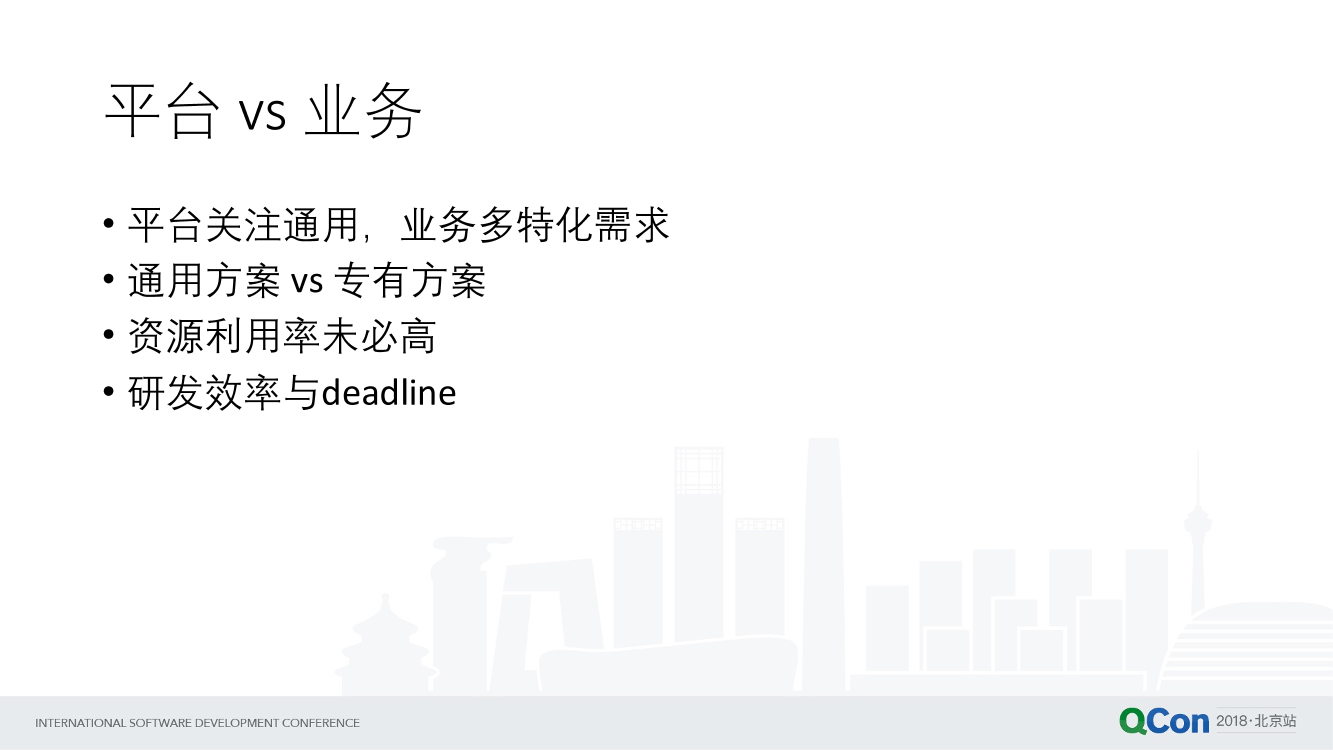 平台 vs 业务
• 平台关注通用，业务多特化需求
• 通用方案 vs 专有方案
• 资源利用率未必高
• 研发效率与deadline
INTERNATIONAL SOFTWARE DEVELOPMENT CONFERENCE
QCon 2018·北京站